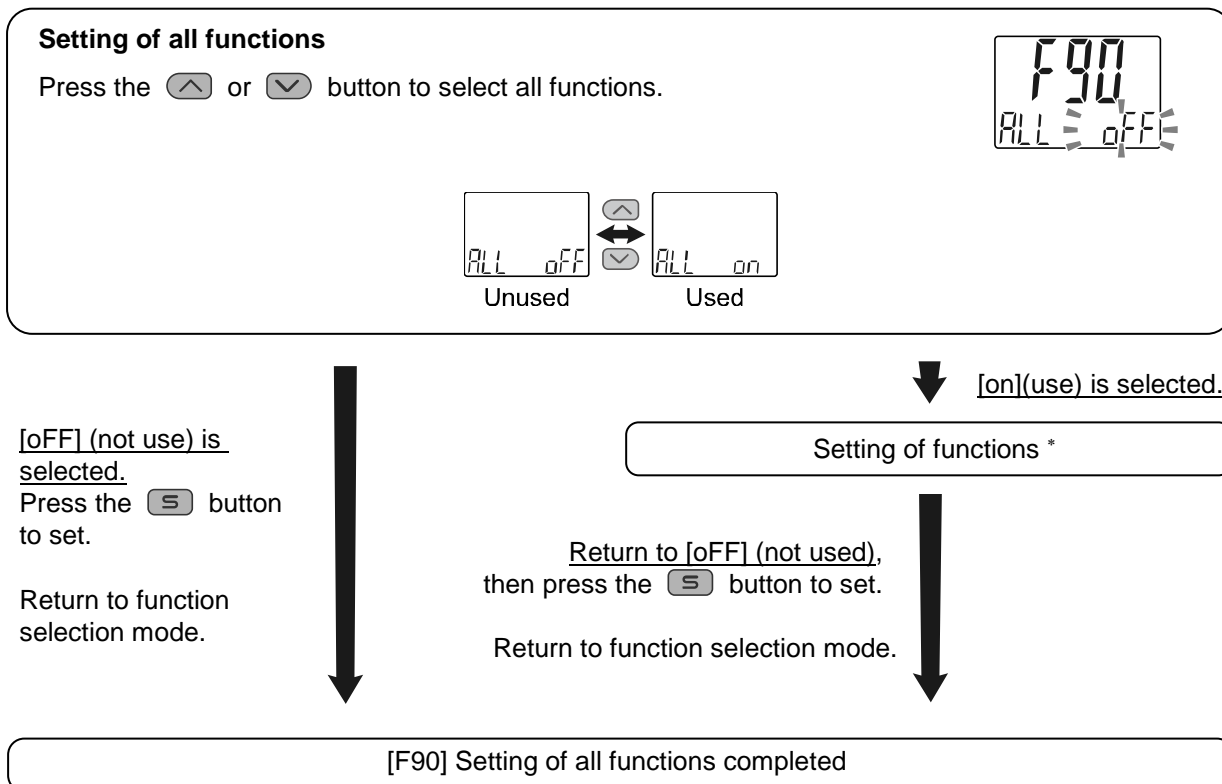 Setting of all functions
Press the or button to select all functions.
F90
ALL oFF
ALL oFF
ALL on
Unused
Used
[on](use) is selected.
[oFF] (not use) is
selected.
Press the S button
to set.
Return to function
selection mode.
Setting of functions *
Return to [oFF] (not used),
then press the S button to set.
Return to function selection mode.
[F90] Setting of all functions completed